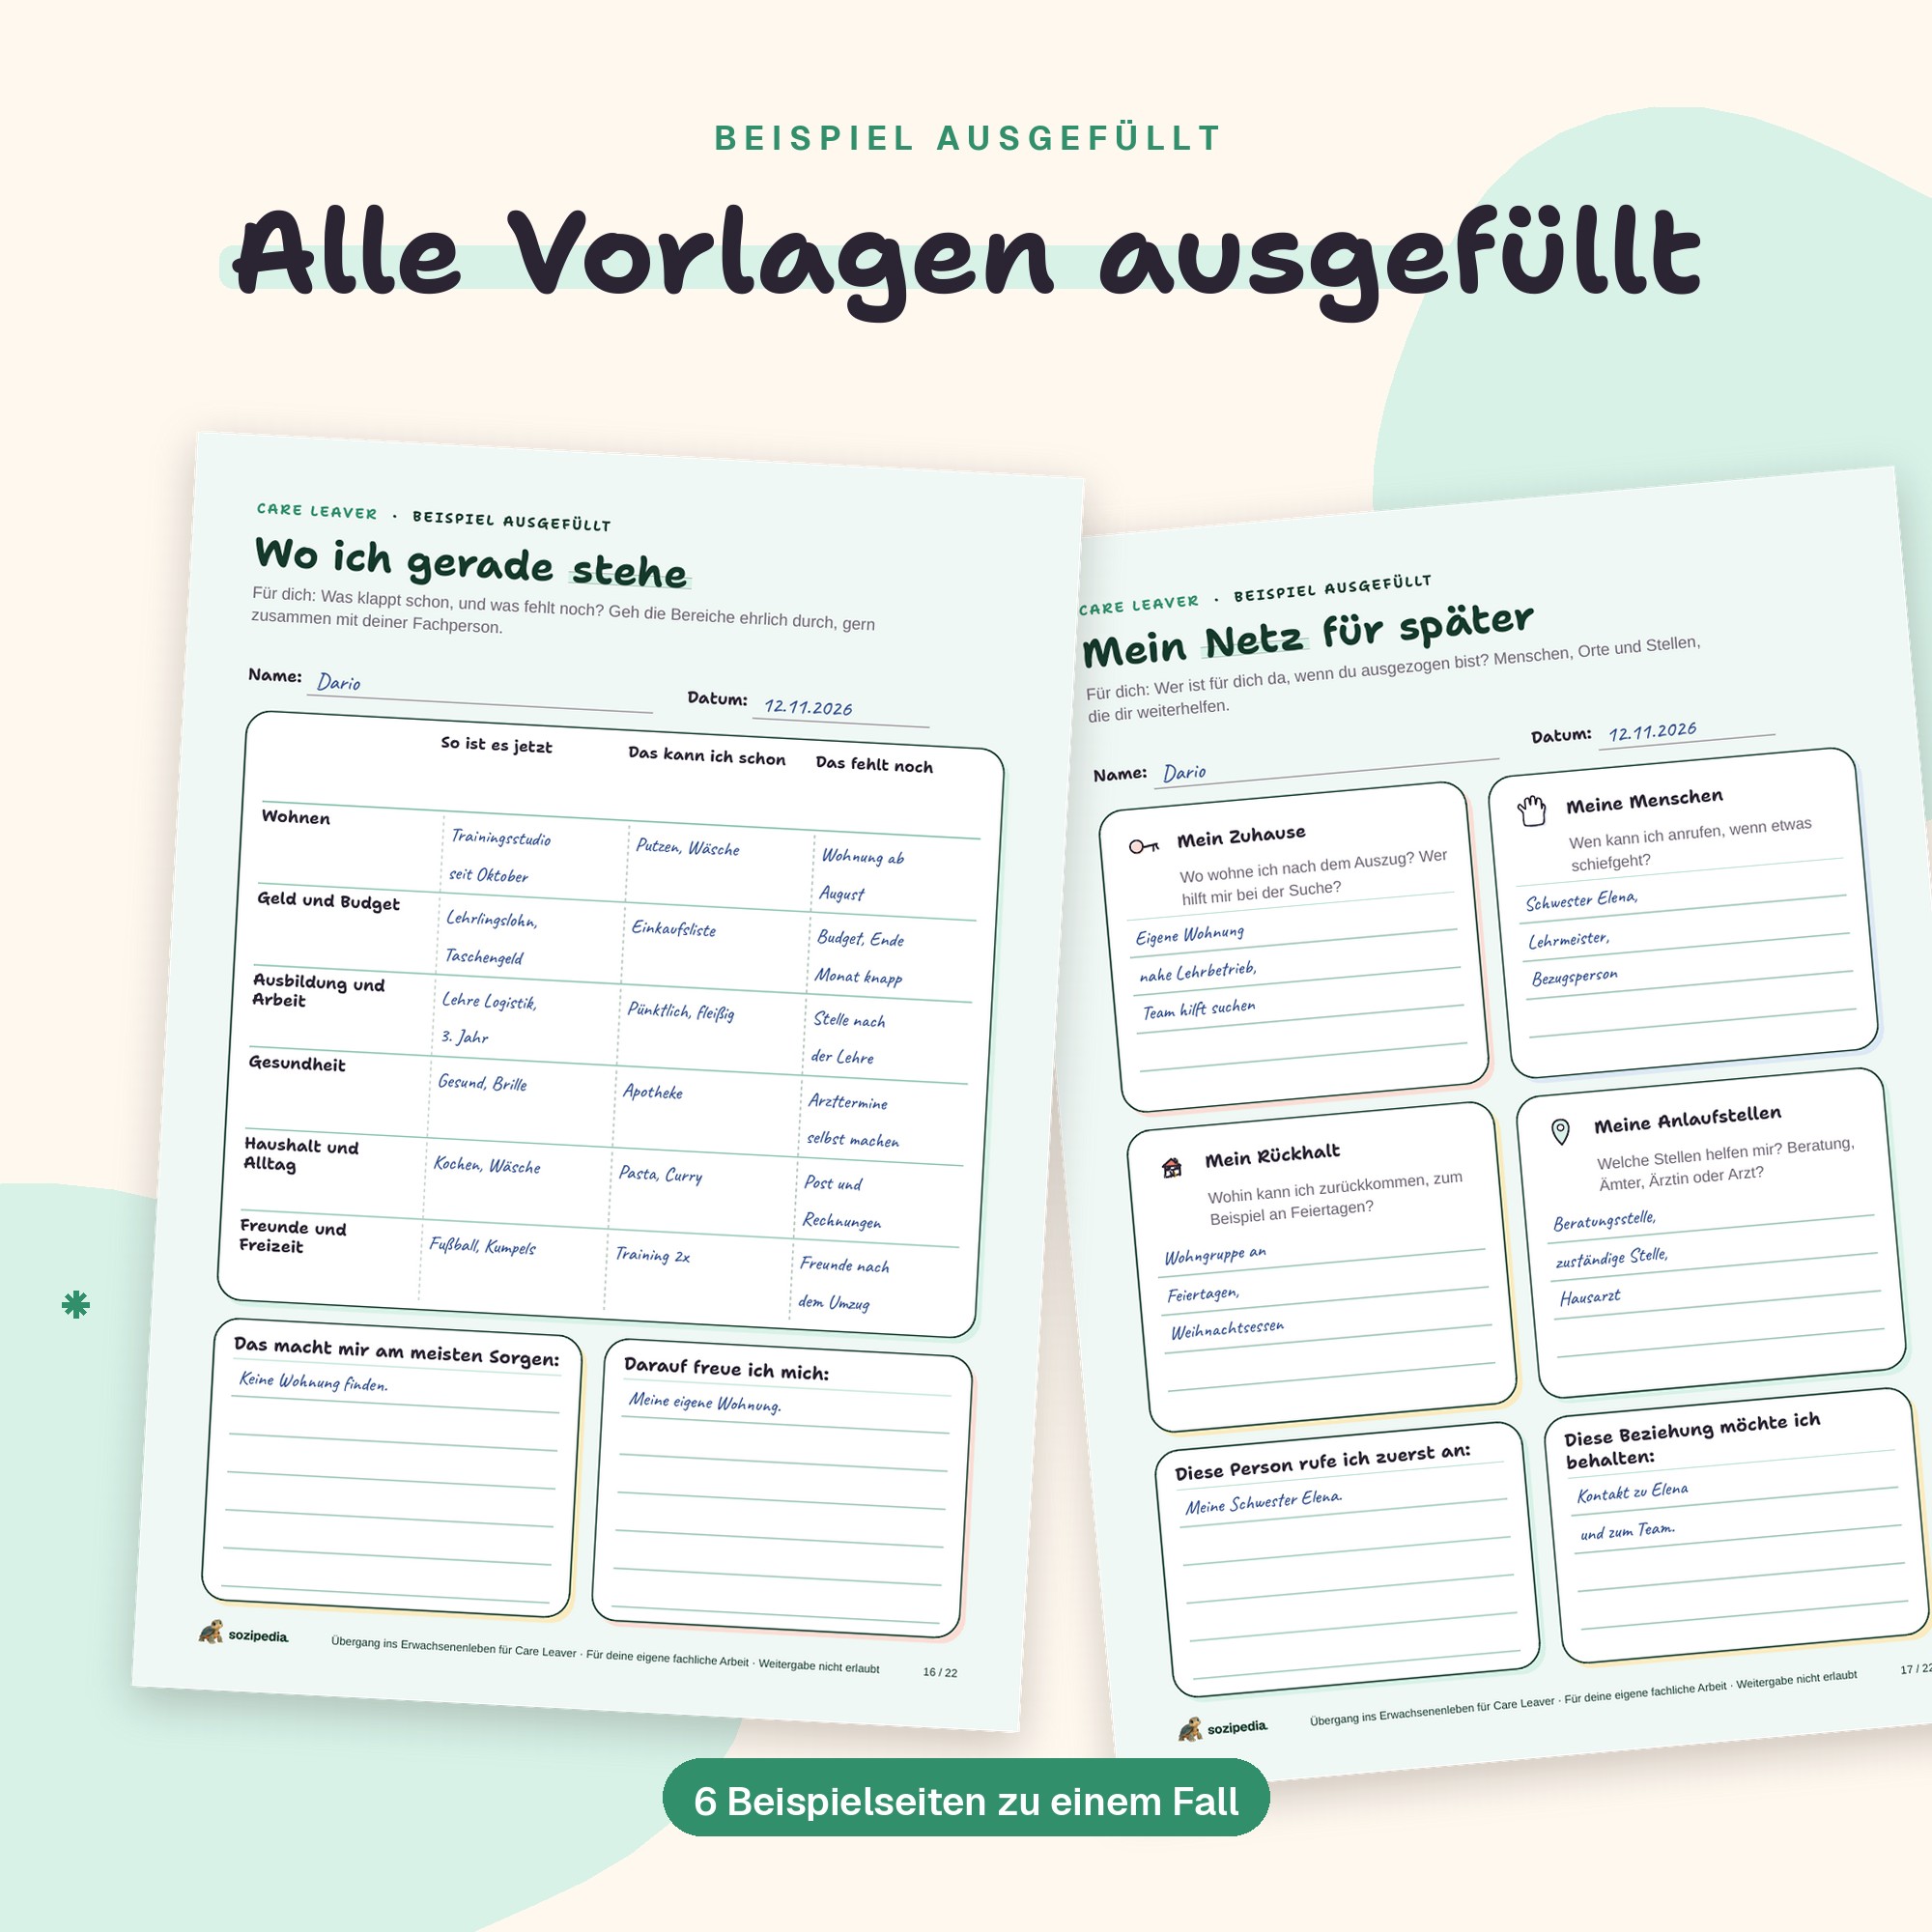 BEISPIEL AUSGEFÜLLT
Alle Vorlagen ausgefüllt
CARE LEAVER · BEISPIEL AUSGEFÜLLT
Wo ich gerade stehe
Für dich: Was klappt schon, und was fehlt noch? Geh die Bereiche ehrlich durch, gern
zusammen mit deiner Fachperson.
Name: Dario Datum: 12.11.2026
So ist es jetzt Das kann ich schon Das fehlt noch
Wohnen
Trainingsstudio
seit Oktober
Putzen, Wäsche
Wohnung ab
August
Geld und Budget
Lehrlingslohn,
Taschengeld
Einkaufsliste
Budget, Ende
Monat knapp
Ausbildung und
Arbeit
Lehre Logistik,
3. Jahr
Pünktlich, fleißig
Stelle nach
der Lehre
Gesundheit
Gesund, Brille
Apotheke
Arzttermine
selbst machen
Haushalt und
Alltag
Kochen, Wäsche
Pasta, Curry
Post und
Rechnungen
Freunde und
Freizeit
Fußball, Kumpels
Training 2x
Freunde nach
dem Umzug
Das macht mir am meisten Sorgen:
Keine Wohnung finden.
Darauf freue ich mich:
Meine eigene Wohnung.
sozipedia. Übergang ins Erwachsenenleben für Care Leaver · Für deine eigene fachliche Arbeit · Weitergabe nicht erlaubt 16 / 22
CARE LEAVER · BEISPIEL AUSGEFÜLLT
Mein Netz für später
Für dich: Wer ist für dich da, wenn du ausgezogen bist? Menschen, Orte und Stellen,
die dir weiterhelfen.
Name: Dario Datum: 12.11.2026
Mein Zuhause
Wo wohne ich nach dem Auszug? Wer
hilft mir bei der Suche?
Eigene Wohnung
nahe Lehrbetrieb,
Team hilft suchen
Meine Menschen
Wen kann ich anrufen, wenn etwas
schiefgeht?
Schwester Elena,
Lehrmeister,
Bezugsperson
Mein Rückhalt
Wohin kann ich zurückkommen, zum
Beispiel an Feiertagen?
Wohngruppe an
Feiertagen,
Weihnachtsessen
Meine Anlaufstellen
Welche Stellen helfen mir? Beratung,
Ämter, Ärztin oder Arzt?
Beratungsstelle,
zuständige Stelle,
Hausarzt
Diese Person rufe ich zuerst an:
Meine Schwester Elena.
Diese Beziehung möchte ich
behalten:
Kontakt zu Elena
und zum Team.
sozipedia. Übergang ins Erwachsenenleben für Care Leaver · Für deine eigene fachliche Arbeit · Weitergabe nicht erlaubt 17 / 22
6 Beispielseiten zu einem Fall